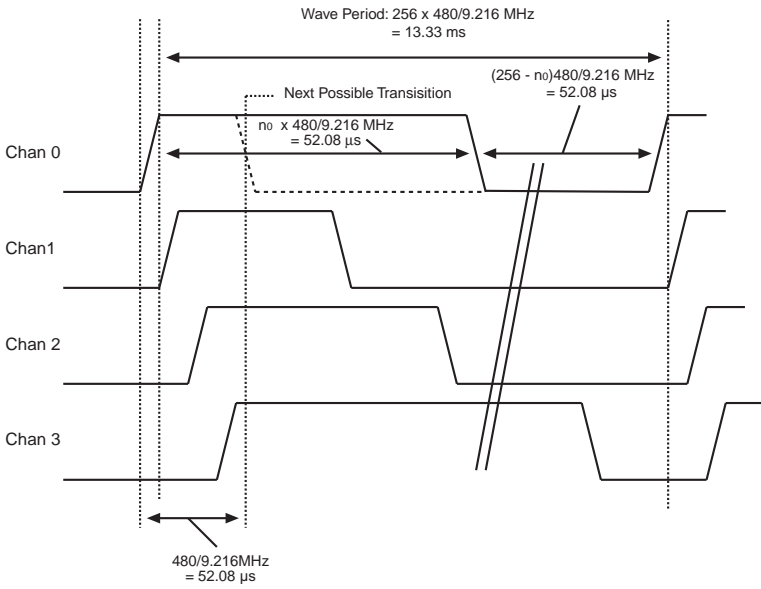 Wave Period: 256 x 480/9.216 MHz
= 13.33 ms
(256 - n0)480/9.216 MHz
= 52.08 µs
Next Possible Transisition
n0 x 480/9.216 MHz
= 52.08 µs
Chan 0
Chan1
Chan 2
Chan 3
480/9.216MHz
= 52.08 µs